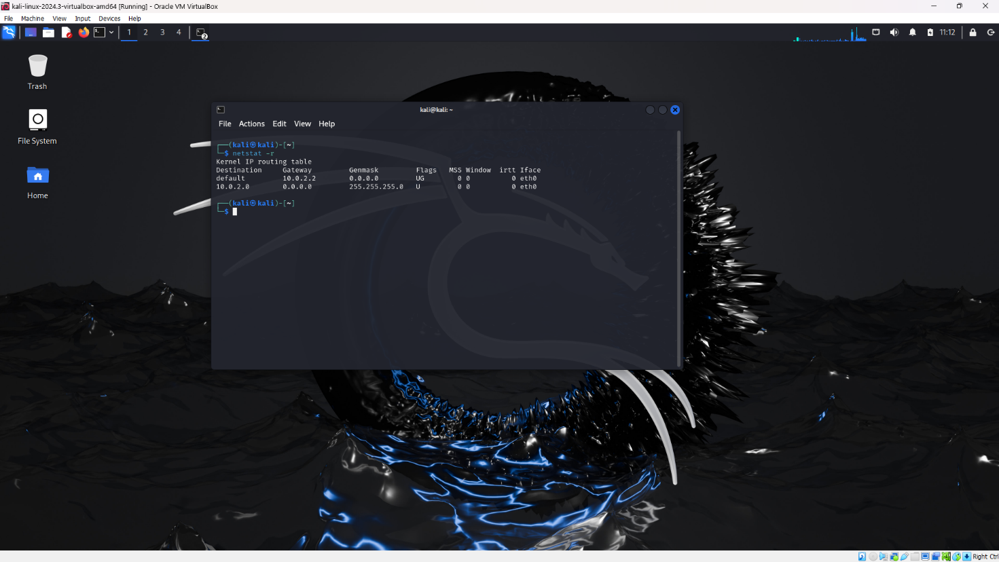 kali-linux-2024.3-virtualbox-amd64 [Running] - Oracle VM VirtualBox
File Machine View Input Devices Help
1 2 3 4 2 11:12
Trash
File System
Home
kali@kali: ~
File Actions Edit View Help
┌──(kali㉿kali)-[~]
└─$ netstat -r
Kernel IP routing table
Destination     Gateway         Genmask         Flags   MSS Window  irtt Iface
default         10.0.2.2        0.0.0.0         UG        0 0          0 eth0
10.0.2.0        0.0.0.0         255.255.255.0   U         0 0          0 eth0
┌──(kali㉿kali)-[~]
└─$
Right Ctrl